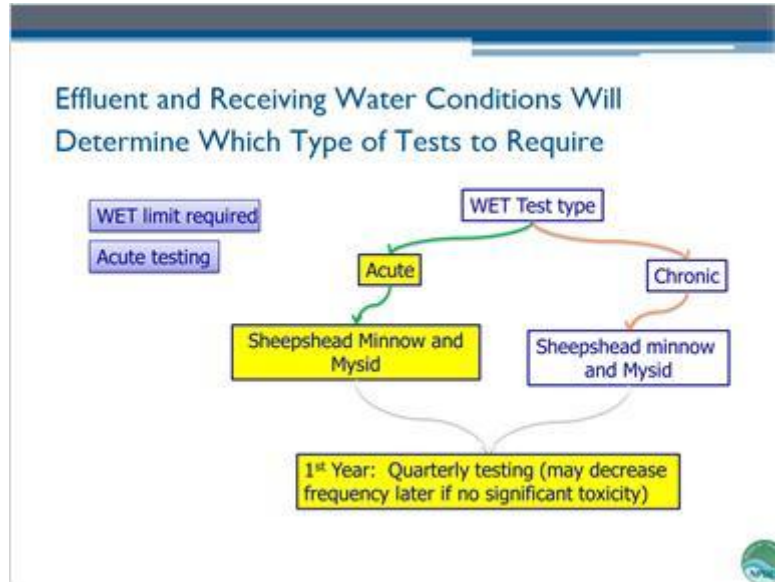 Effluent and Receiving Water Conditions Will
Determine Which Type of Tests to Require
WET limit required
Acute testing
WET Test type
Acute
Chronic
Sheepshead Minnow and
Mysid
Sheepshead minnow
and Mysid
1st Year: Quarterly testing (may decrease
frequency later if no significant toxicity)